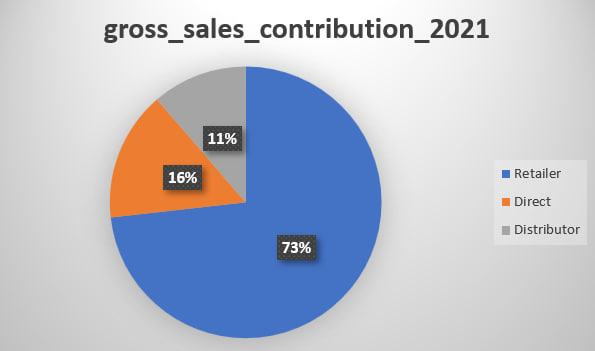 gross_sales_contribution_2021
11%
16%
73%
Retailer
Direct
Distributor